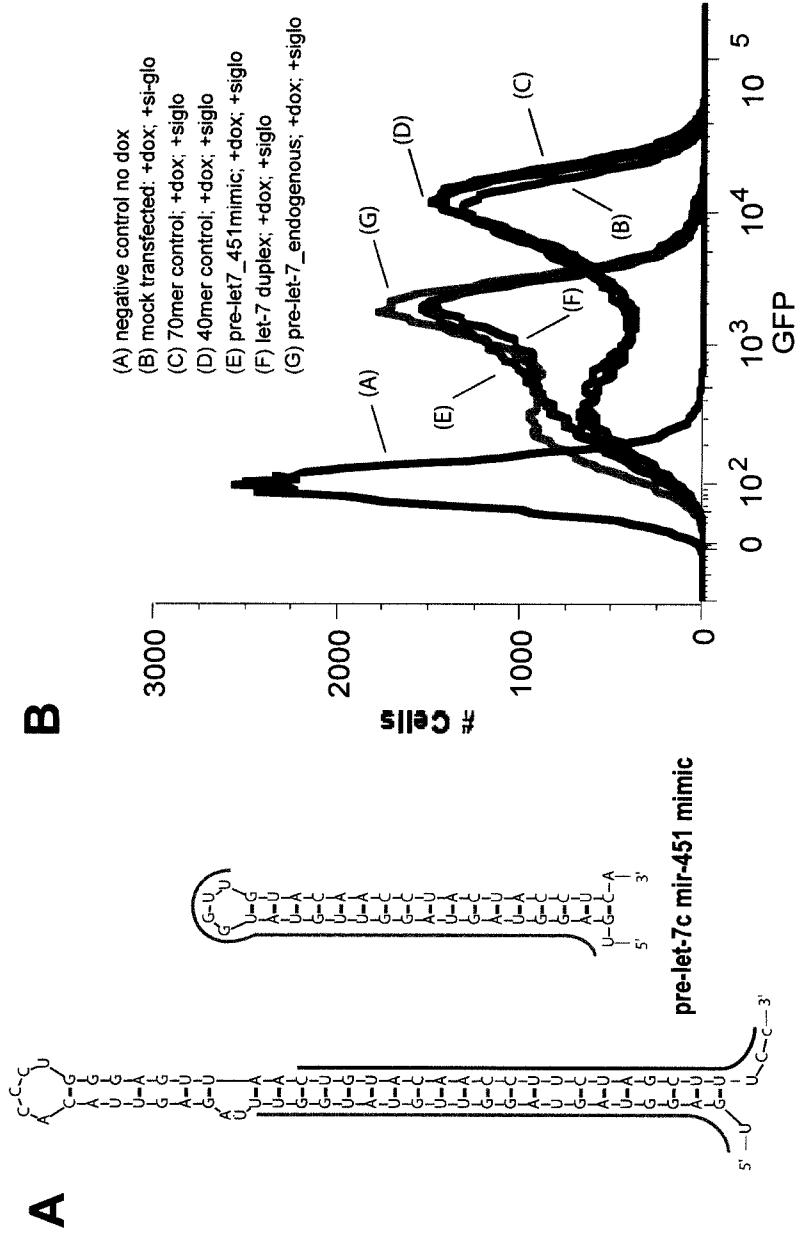 A
5'
3'
5'
3'
pre-let-7c mir-451 mimic
B
(A) negative control no dox
(B) mock transfected: +dox; +si-glo
(C) 70mer control; +dox; +siglo
(D) 40mer control; +dox; +siglo
(E) pre-let7_451mimic; +dox; +siglo
(F) let-7 duplex; +dox; +siglo
(G) pre-let-7_endogenous; +dox; +siglo
3000
2000
1000
0
# Cells
(A)
(E)
(F)
(G)
(B)
(D)
(C)
0
10²
10³
10⁴
10 5
GFP